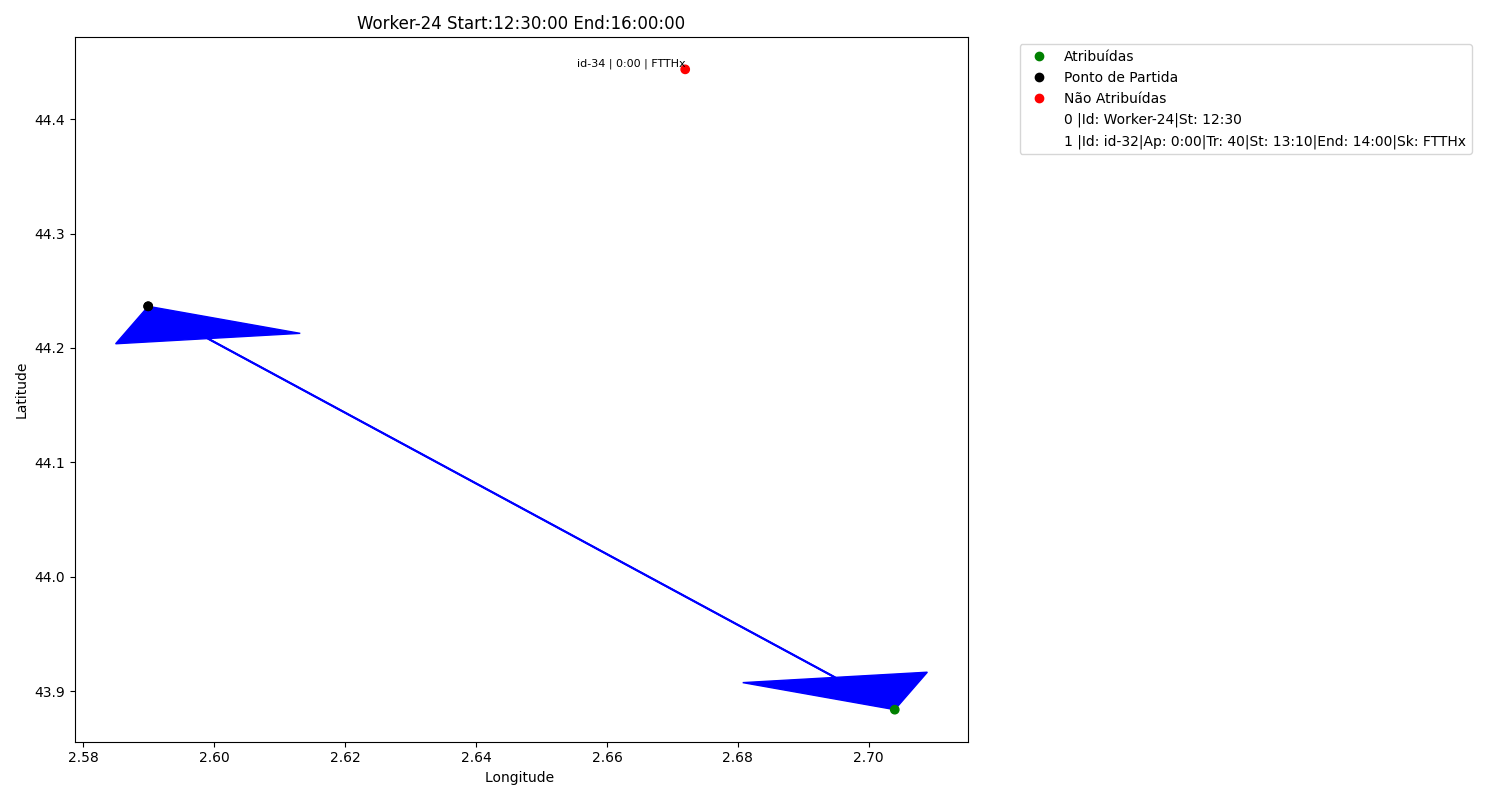 Worker-24 Start:12:30:00 End:16:00:00
id-34 | 0:00 | FTTHx
Atribuídas
Ponto de Partida
Não Atribuídas
0 |Id: Worker-24|St: 12:30
1 |Id: id-32|Ap: 0:00|Tr: 40|St: 13:10|End: 14:00|Sk: FTTHx
44.4
44.3
44.2
44.1
44.0
43.9
Latitude
2.58 2.60 2.62 2.64 2.66 2.68 2.70
Longitude